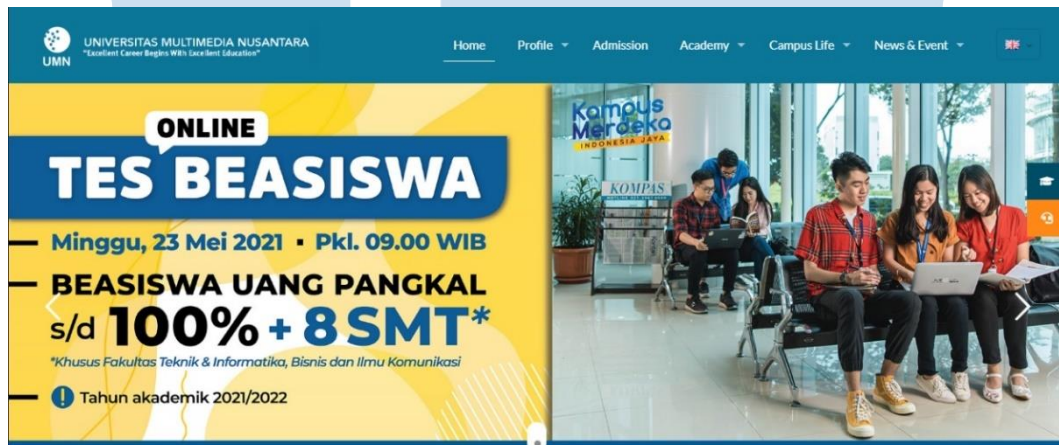 UNIVERSITAS MULTIMEDIA NUSANTARA
"Excellent Career Begins With Excellent Education"
UMN
Home Profile Admission Academy Campus Life News & Event
ONLINE
TES BEASISWA
Minggu, 23 Mei 2021 ▪ Pkl. 09.00 WIB
BEASISWA UANG PANGKAL
s/d 100% + 8 SMT*
*Khusus Fakultas Teknik & Informatika, Bisnis dan Ilmu Komunikasi
Tahun akademik 2021/2022
Kampus
Merdeka
INDONESIA JAYA
KOMPAS